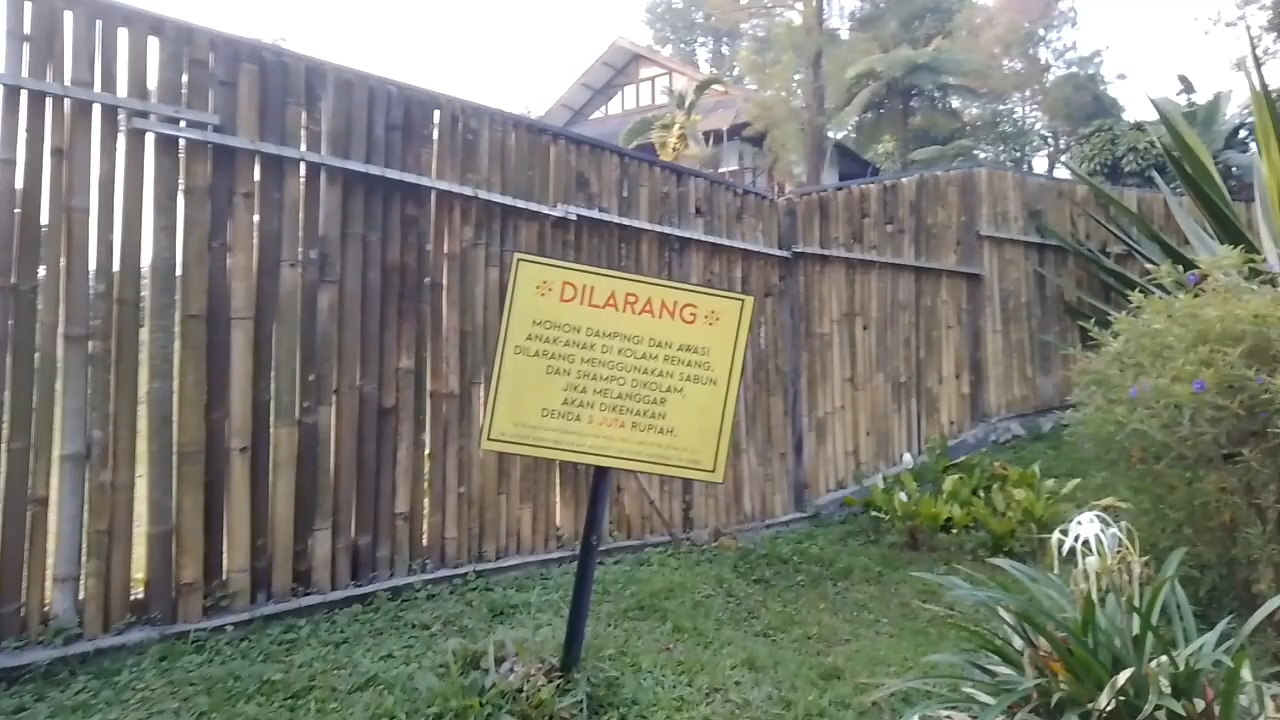 DILARANG
MOHON DAMPINGI DAN AWASI
ANAK-ANAK DI KOLAM RENANG.
DILARANG MENGGUNAKAN SABUN
DAN SHAMPO DIKOLAM,
JIKA MELANGGAR
AKAN DIKENAKAN
DENDA 5 JUTA RUPIAH.